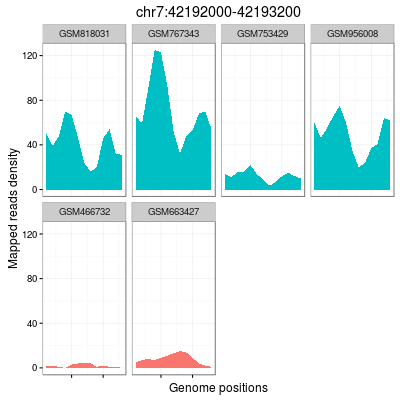 chr7:42192000-42193200
GSM818031 GSM767343 GSM753429 GSM956008
120
80
40
0
GSM466732 GSM663427
120
80
40
0
Mapped reads density
Genome positions